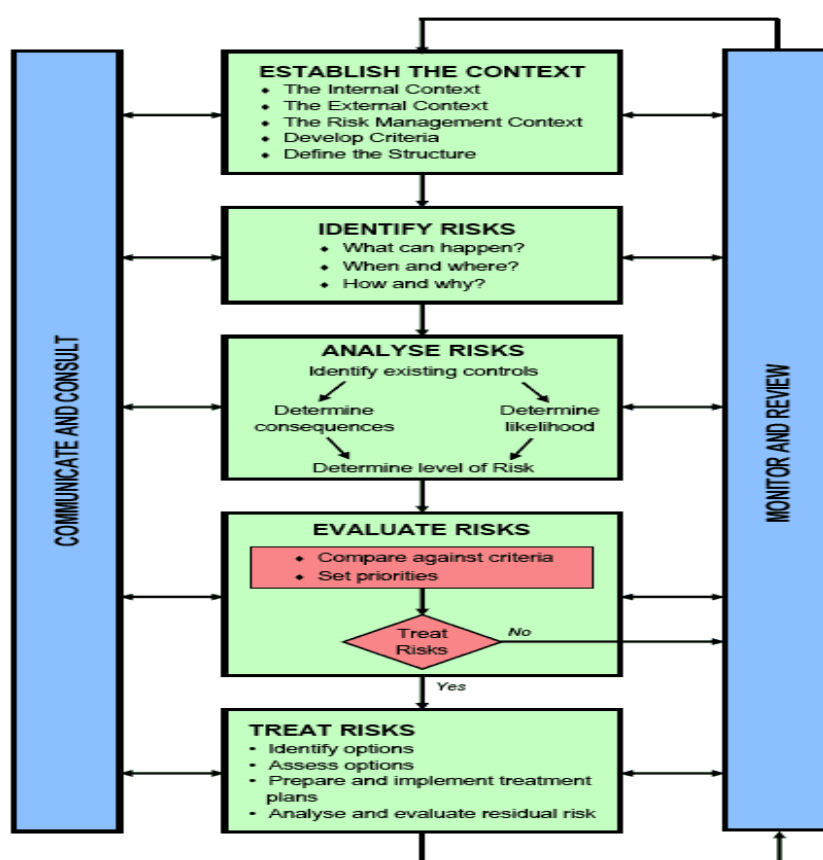 COMMUNICATE AND CONSULT
ESTABLISH THE CONTEXT
⬥ The Internal Context
⬥ The External Context
⬥ The Risk Management Context
⬥ Develop Criteria
⬥ Define the Structure
IDENTIFY RISKS
⬥ What can happen?
⬥ When and where?
⬥ How and why?
ANALYSE RISKS
Identify existing controls
Determine
consequences
Determine
likelihood
Determine level of Risk
EVALUATE RISKS
⬥ Compare against criteria
⬥ Set priorities
Treat
Risks
No
Yes
TREAT RISKS
• Identify options
• Assess options
• Prepare and implement treatment
plans
• Analyse and evaluate residual risk
MONITOR AND REVIEW